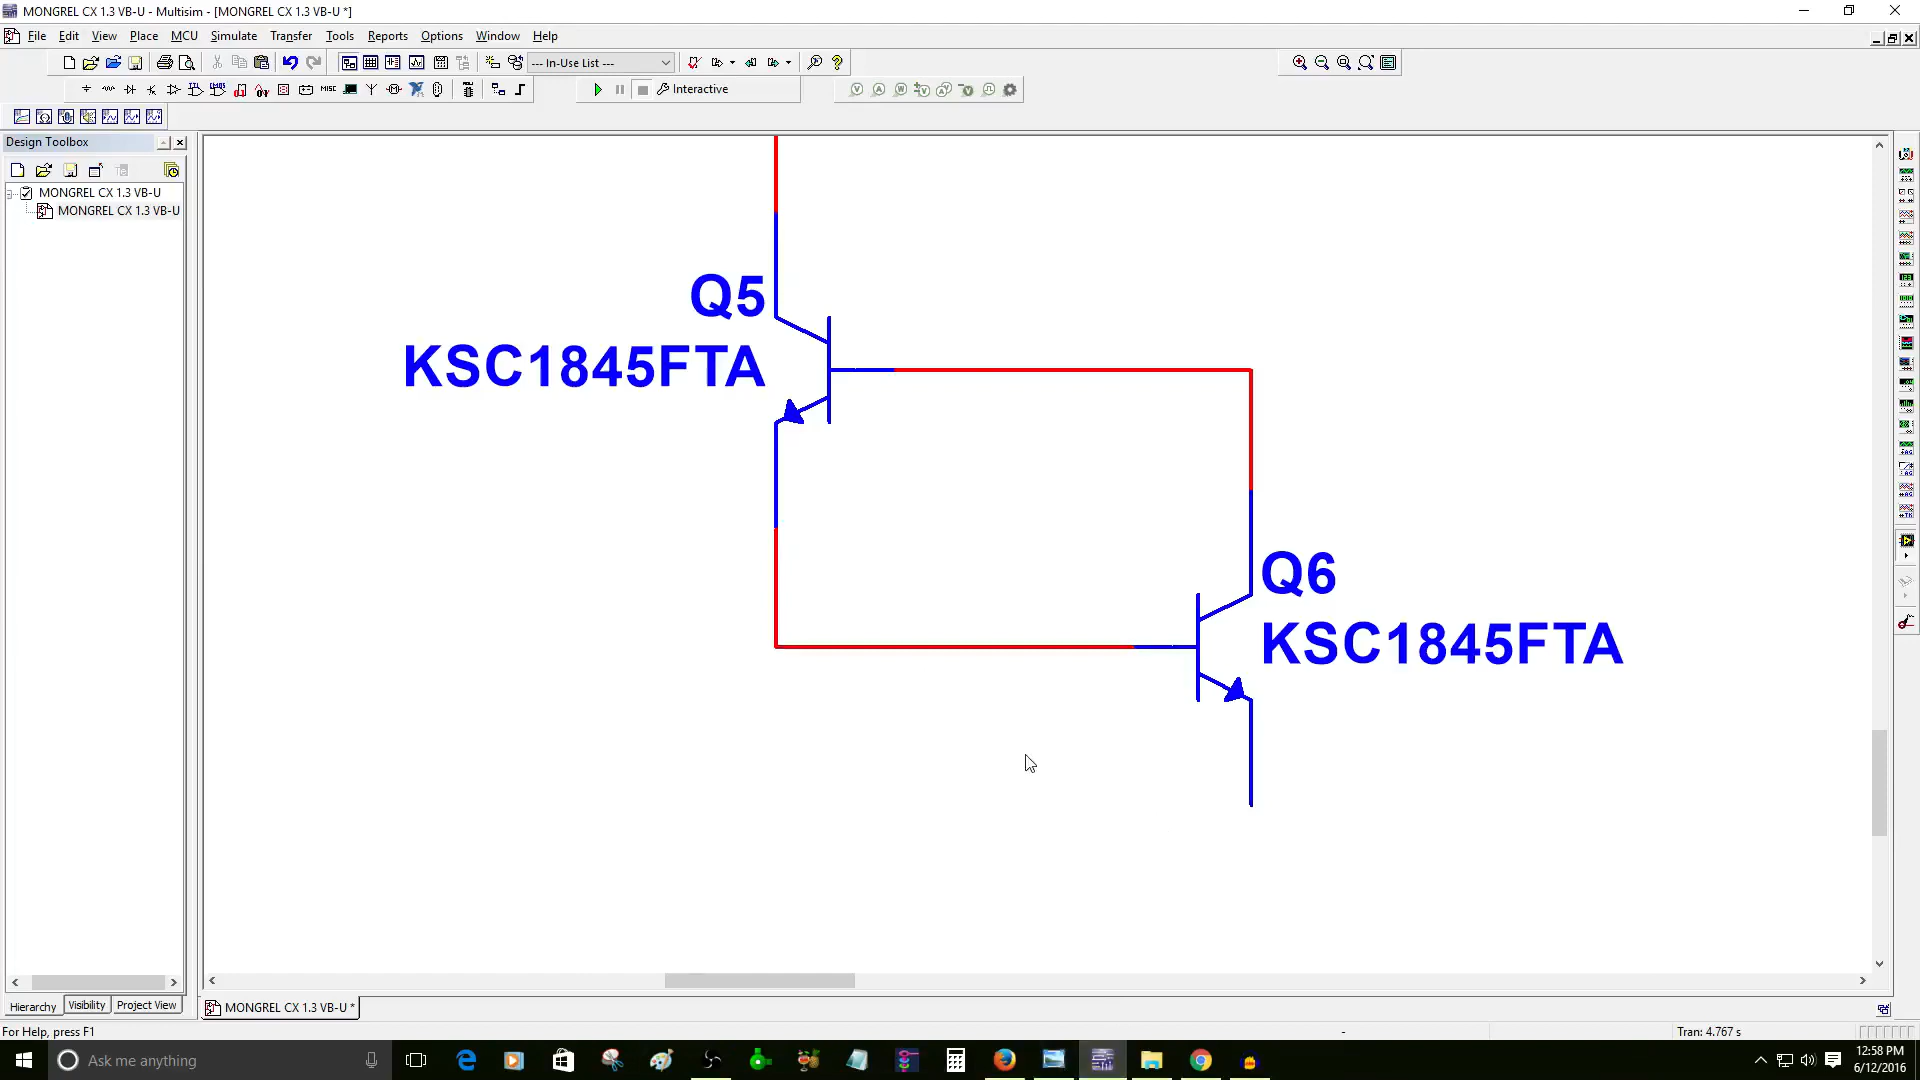 MONGREL CX 1.3 VB-U - Multisim - [MONGREL CX 1.3 VB-U *]
File Edit View Place MCU Simulate Transfer Tools Reports Options Window Help
--- In-Use List ---
MISC
Interactive
Design Toolbox
MONGREL CX 1.3 VB-U
MONGREL CX 1.3 VB-U
Q5
KSC1845FTA
Q6
KSC1845FTA
Hierarchy Visibility Project View
MONGREL CX 1.3 VB-U *
For Help, press F1
-
Tran: 4.767 s
Ask me anything
12:58 PM
6/12/2016